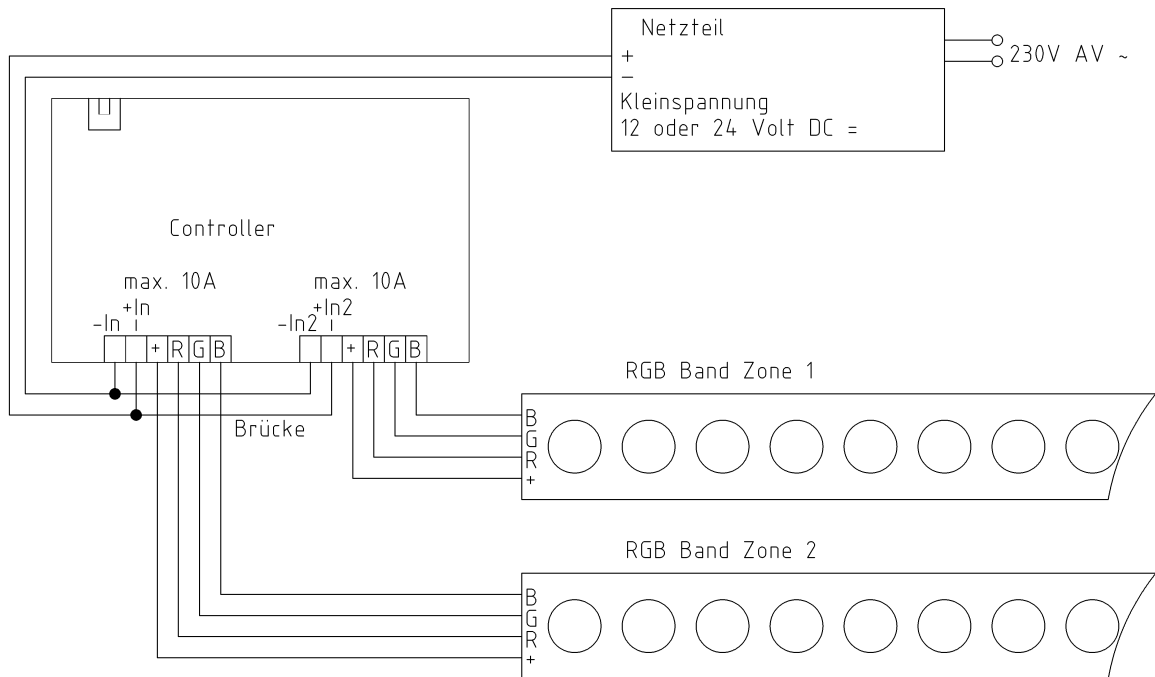 Netzteil
+
−
230V AV ~
Kleinspannung
12 oder 24 Volt DC =
Controller
max. 10A
max. 10A
+In
-In
+In2
-In2
+ R G B
+ R G B
Brücke
RGB Band Zone 1
B
G
R
+
RGB Band Zone 2
B
G
R
+